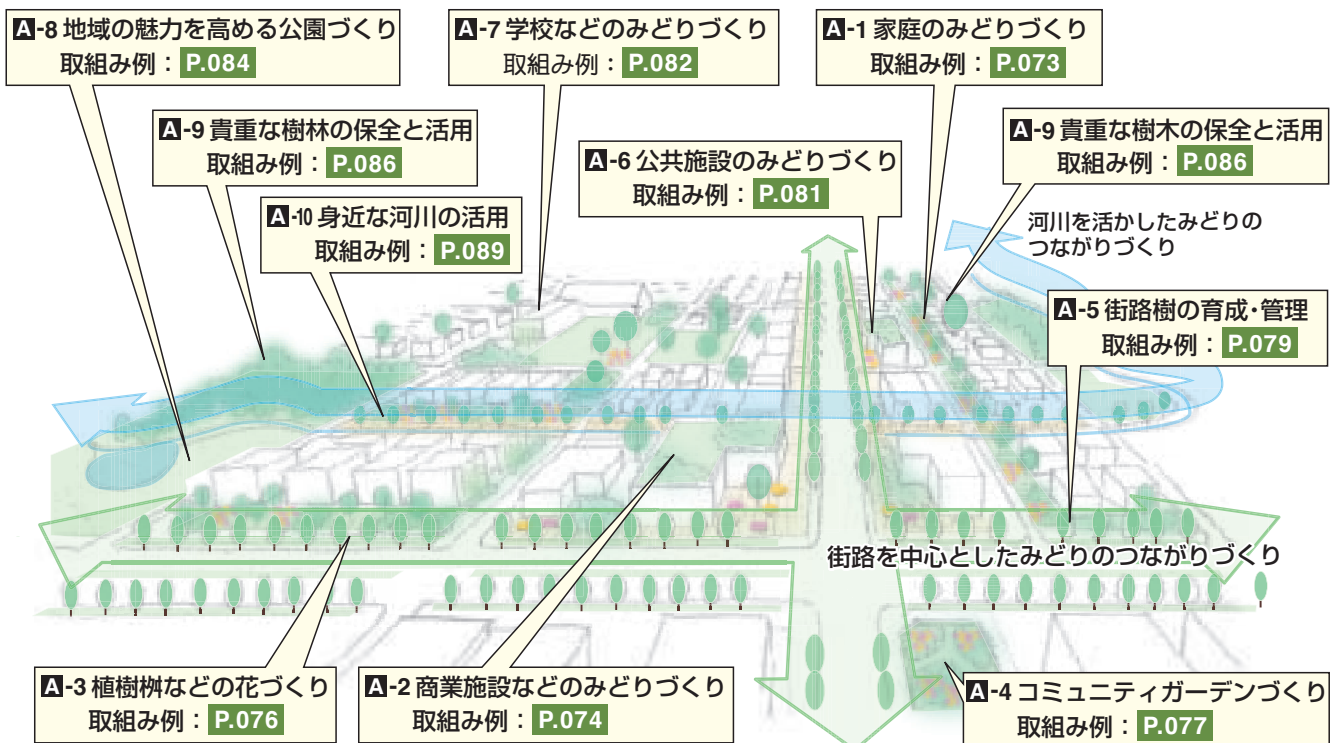 A-8 地域の魅力を高める公園づくり
取組み例：P.084
A-7 学校などのみどりづくり
取組み例：P.082
A-1 家庭のみどりづくり
取組み例：P.073
A-9 貴重な樹林の保全と活用
取組み例：P.086
A-6 公共施設のみどりづくり
取組み例：P.081
A-9 貴重な樹木の保全と活用
取組み例：P.086
A-10 身近な河川の活用
取組み例：P.089
河川を活かしたみどりの
つながりづくり
A-5 街路樹の育成・管理
取組み例：P.079
街路を中心としたみどりのつながりづくり
A-3 植樹桝などの花づくり
取組み例：P.076
A-2 商業施設などのみどりづくり
取組み例：P.074
A-4 コミュニティガーデンづくり
取組み例：P.077